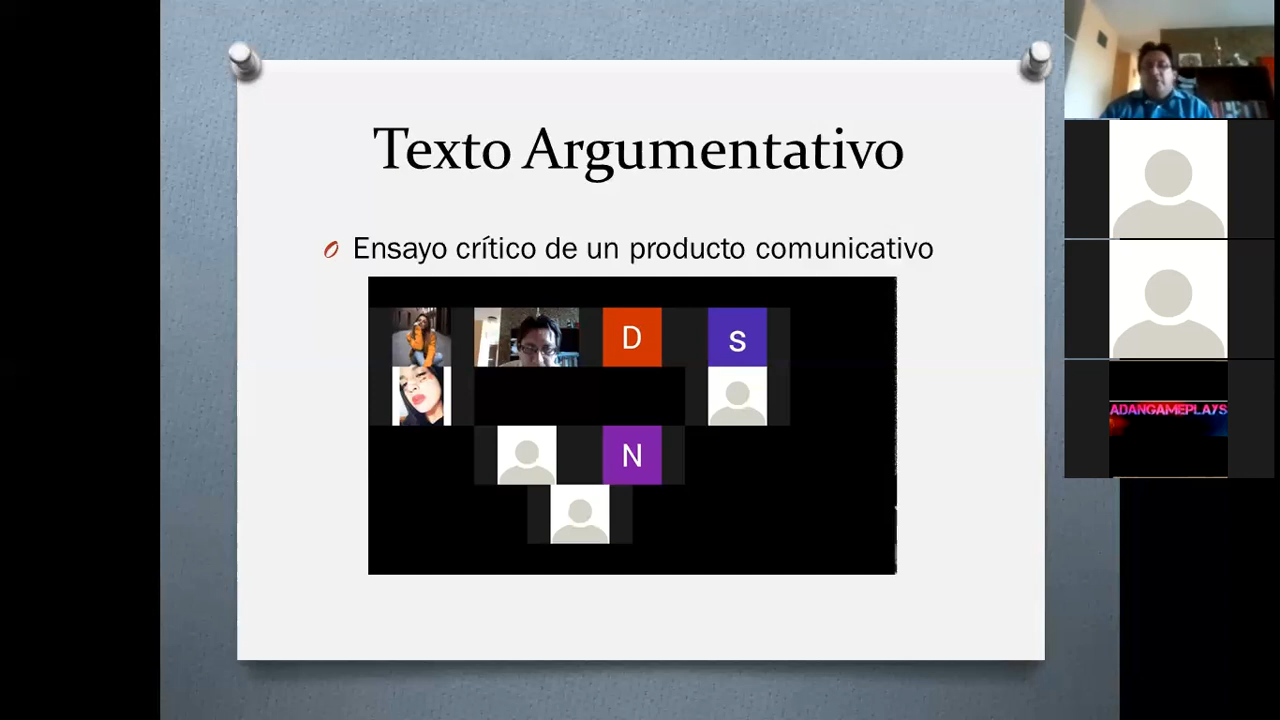 Texto Argumentativo
Ensayo crítico de un producto comunicativo
D
s
N
ADANGAMEPLAYS